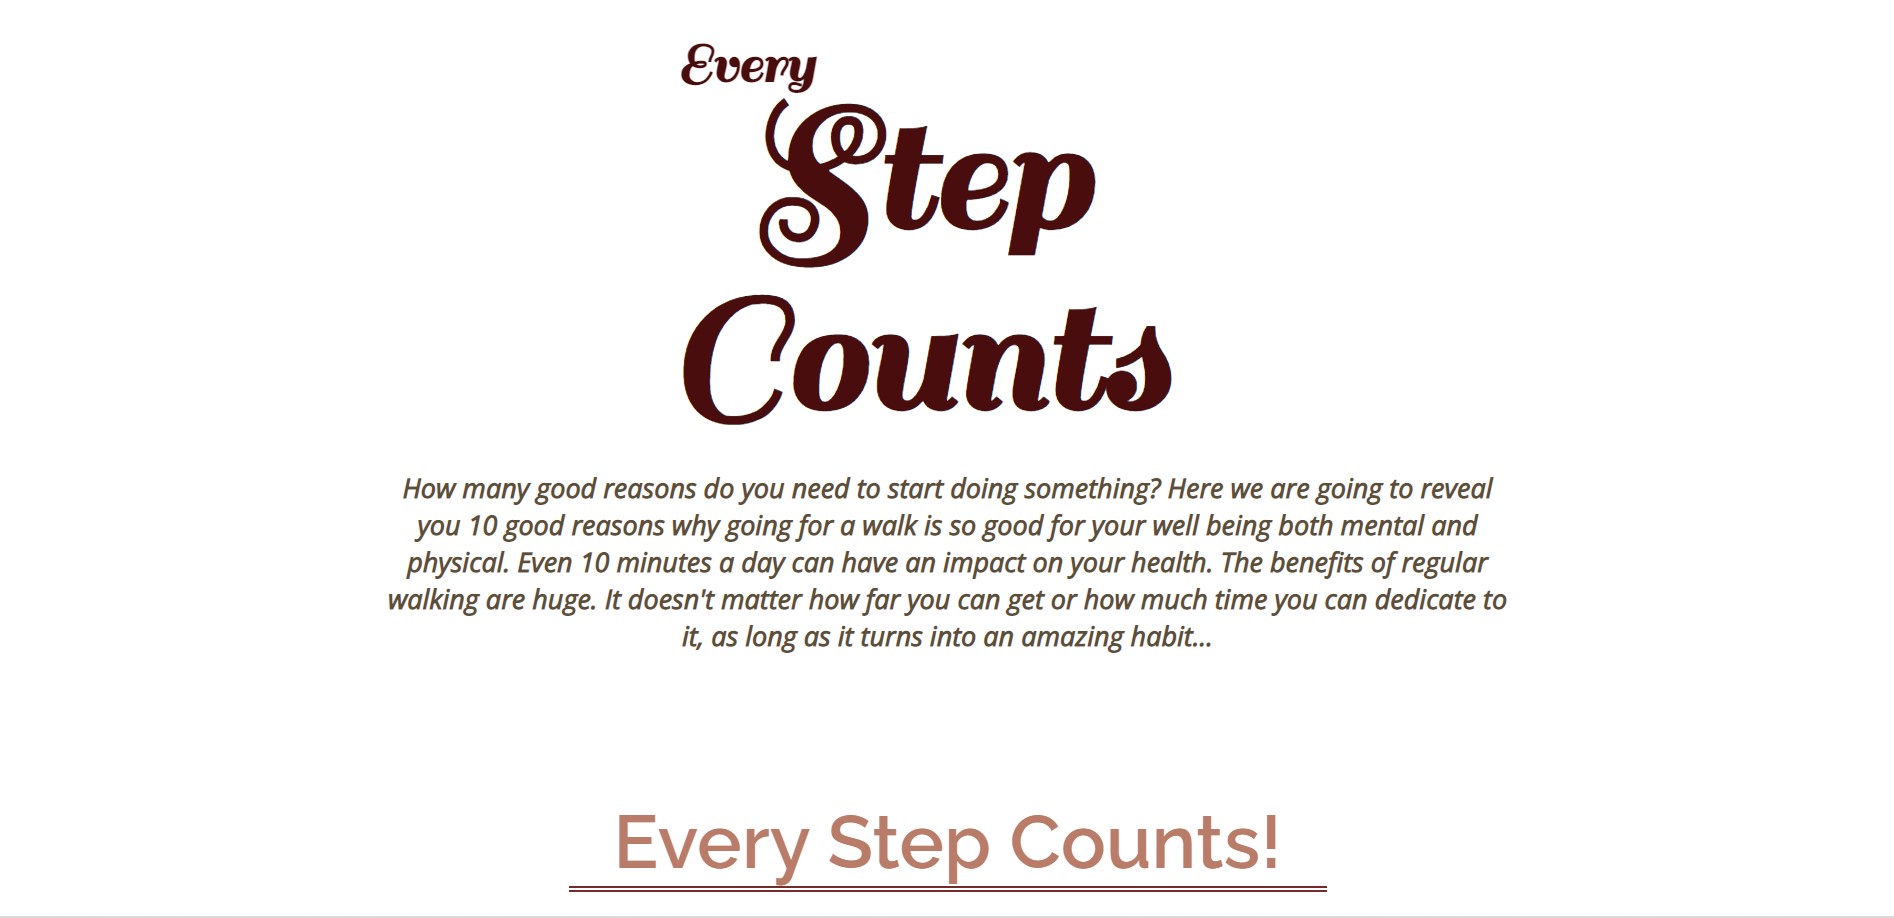 Every
Step
Counts
How many good reasons do you need to start doing something? Here we are going to reveal
you 10 good reasons why going for a walk is so good for your well being both mental and
physical. Even 10 minutes a day can have an impact on your health. The benefits of regular
walking are huge. It doesn't matter how far you can get or how much time you can dedicate to
it, as long as it turns into an amazing habit...
Every Step Counts!